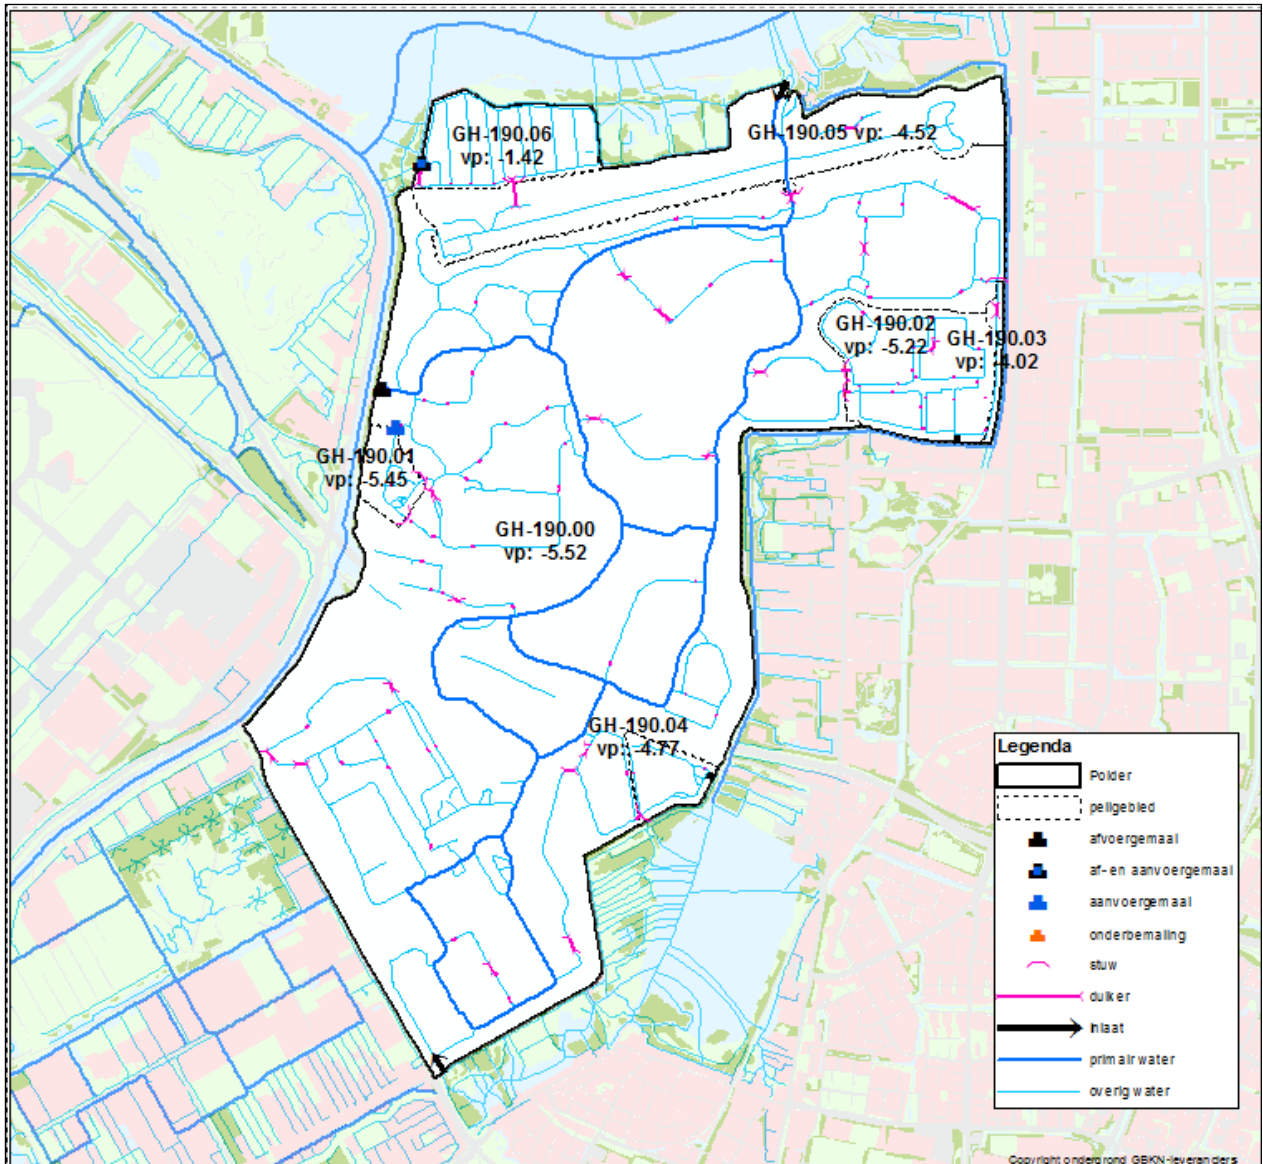 GH-190.06
vp: -1.42
GH-190.05 vp: -4.52
GH-190.02
vp: -5.22
GH-190.03
vp: -4.02
GH-190.01
vp: -5.45
GH-190.00
vp: -5.52
GH-190.04
vp: -4.77
Legenda
Polder
peilgebied
afvoergemaal
af- en aanvoergemaal
aanvoergemaal
onderbemaling
stuw
duiker
inlaat
primair water
overig water
Copyright ondergrond GBKN-leveranciers